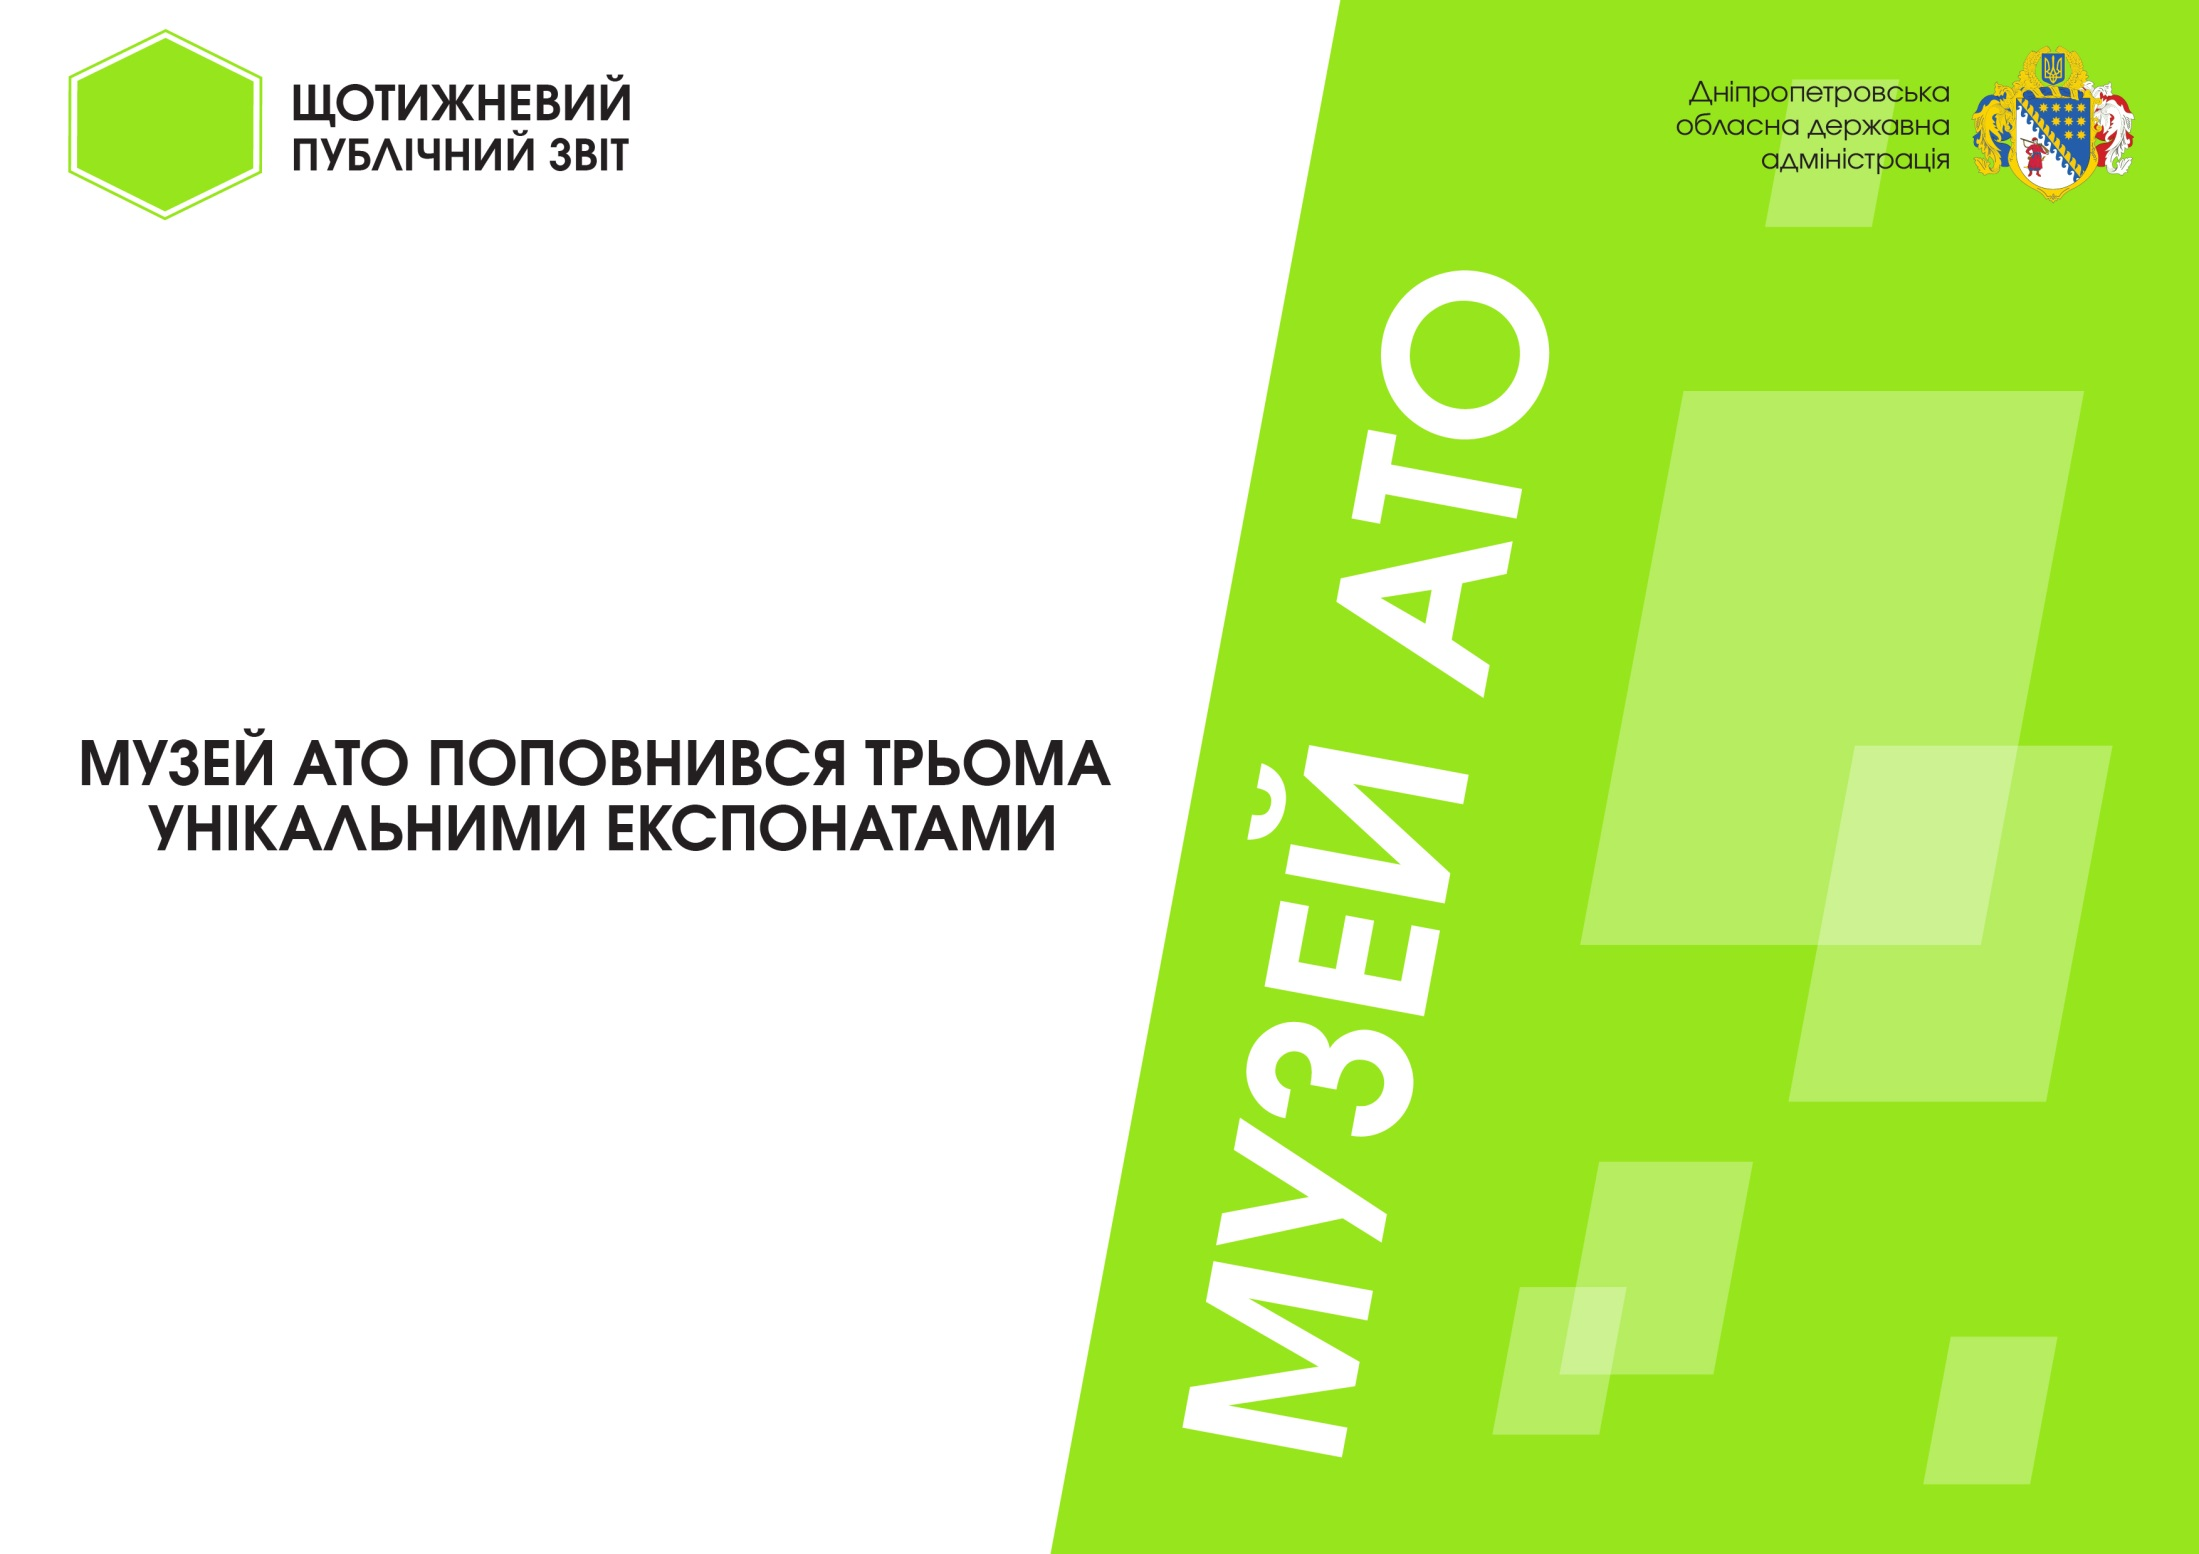 ЩОТИЖНЕВИЙ
ПУБЛІЧНИЙ ЗВІТ
Дніпропетровська
обласна державна
адміністрація
МУЗЕЙ АТО ПОПОВНИВСЯ ТРЬОМА
УНІКАЛЬНИМИ ЕКСПОНАТАМИ
МУЗЕЙ АТО